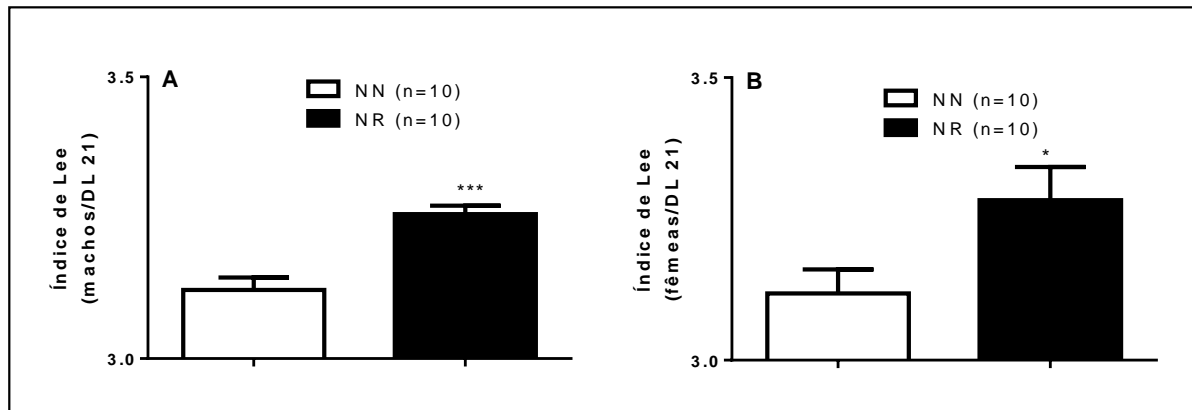 A
3.5
NN (n=10)
NR (n=10)
Índice de Lee
(machos/DL 21)
***
3.0
B
3.5
NN (n=10)
NR (n=10)
Índice de Lee
(fêmeas/DL 21)
*
3.0